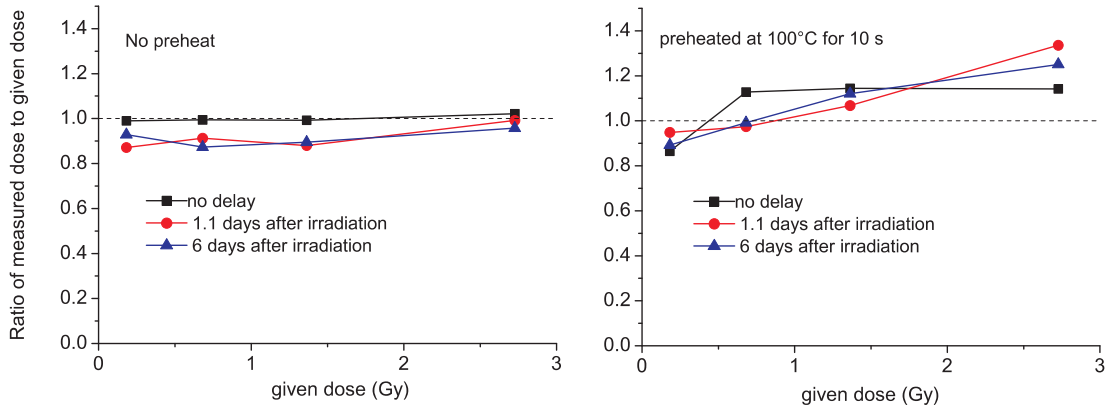 Ratio of measured dose to given dose
1.4
1.2
1.0
0.8
0.6
0.4
0.2
0.0
No preheat
no delay
1.1 days after irradiation
6 days after irradiation
0
1
2
3
given dose (Gy)
1.4
1.2
1.0
0.8
0.6
0.4
0.2
0.0
preheated at 100°C for 10 s
no delay
1.1 days after irradiation
6 days after irradiation
0
1
2
3
given dose (Gy)